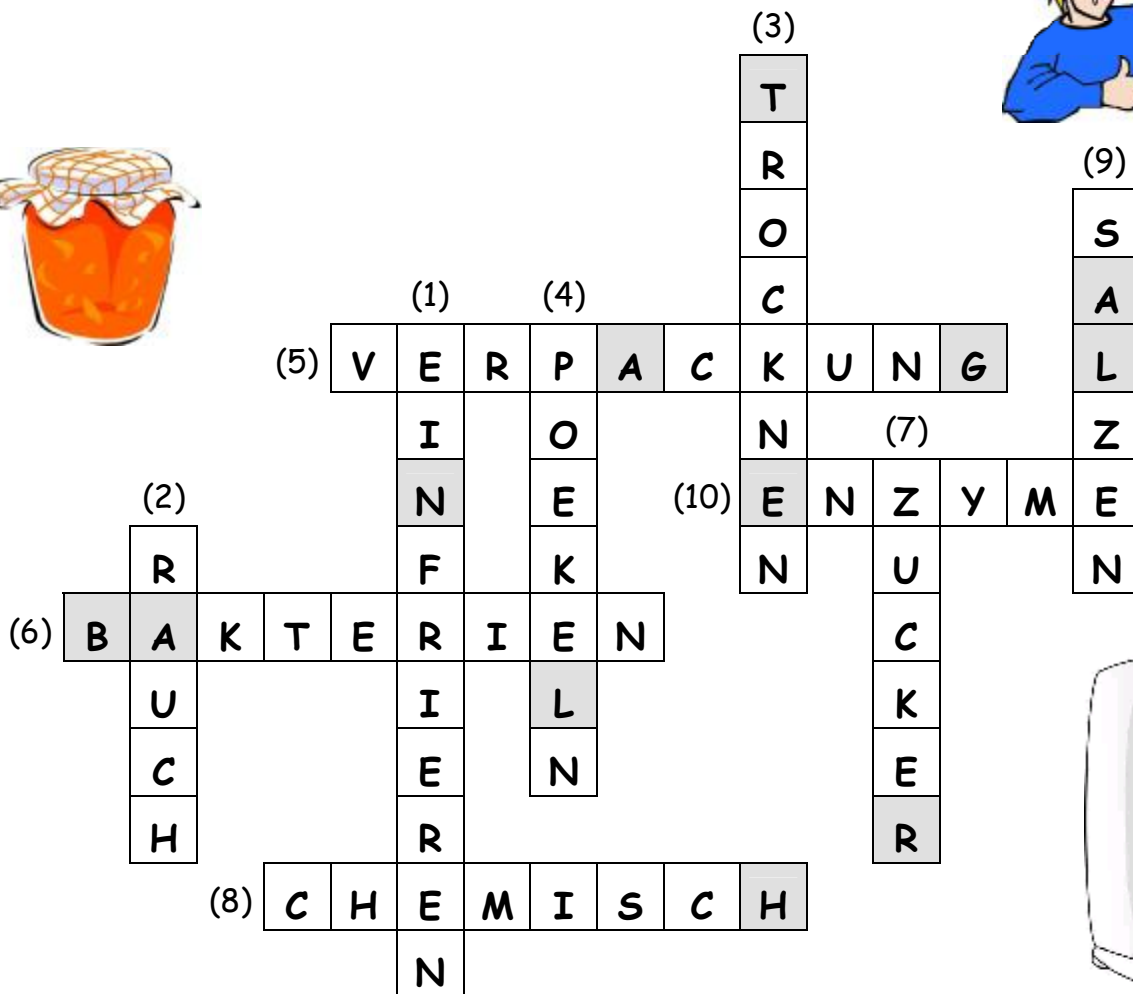 (3)
T
R (9)
O S
(1) (4) C A
(5) V E R P A C K U N G L
I O N (7) Z
(2) N E (10) E N Z Y M E
R F K N U N
(6) B A K T E R I E N C
U I L K
C E N E
H R R
(8) C H E M I S C H
N